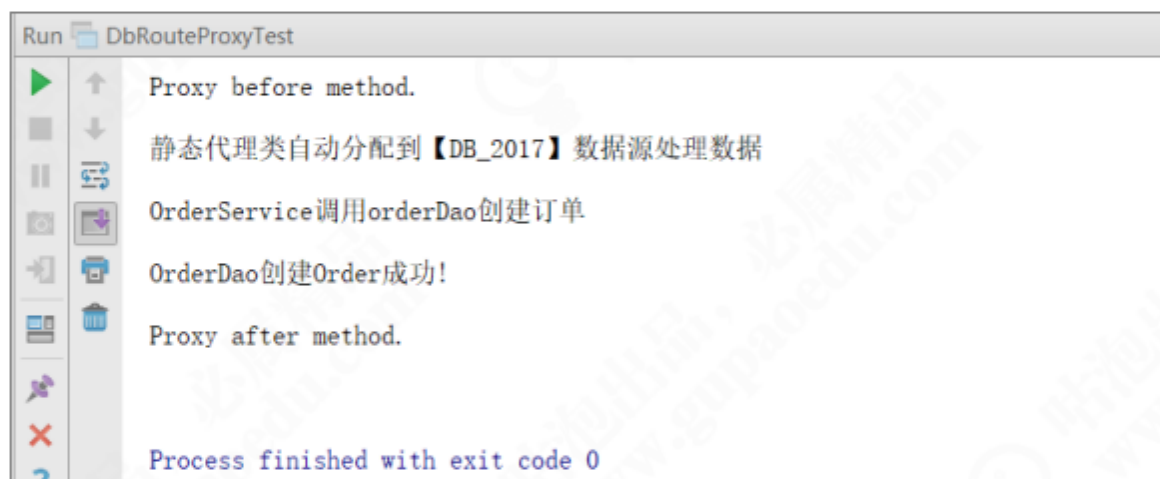 Run DbRouteProxyTest
Proxy before method.
静态代理类自动分配到【DB_2017】数据源处理数据
OrderService调用orderDao创建订单
OrderDao创建Order成功!
Proxy after method.
Process finished with exit code 0